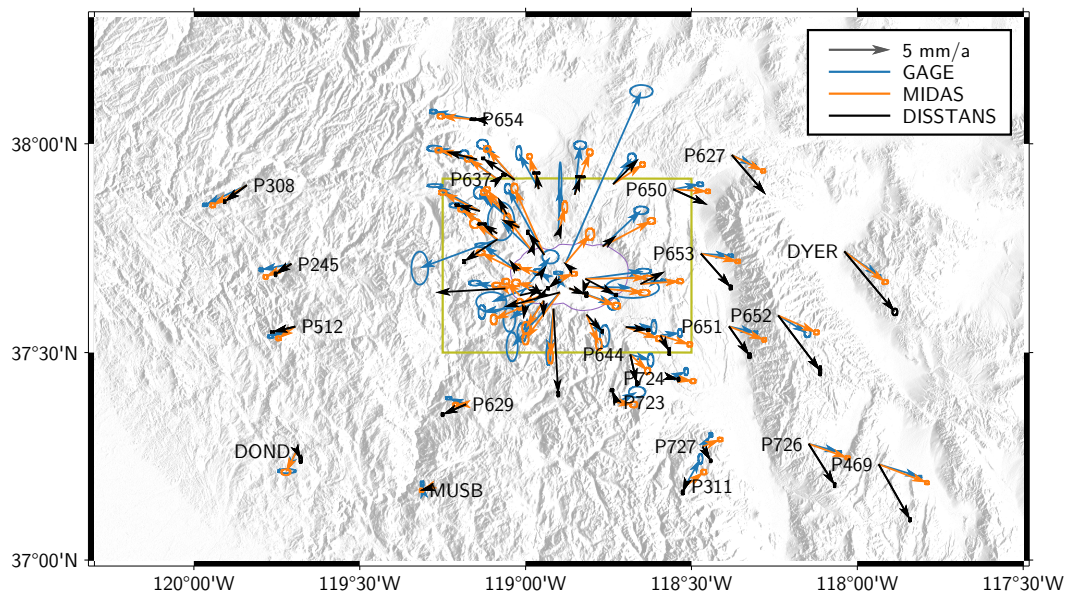 5 mm/a
GAGE
MIDAS
DISSTANS
38°00'N
37°30'N
37°00'N
P654
P627
P308
P637
P650
P653
DYER
P245
P512
P651
P652
P644
P724
P723
P629
DOND
P727
P726
P469
MUSB
P311
120°00'W
119°30'W
119°00'W
118°30'W
118°00'W
117°30'W